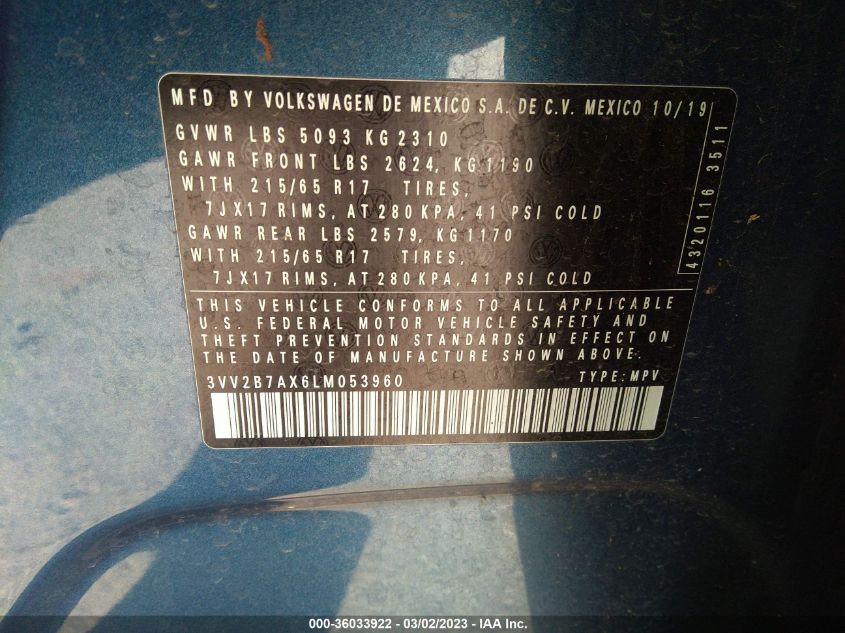 MFD BY VOLKSWAGEN DE MEXICO S.A. DE C.V. MEXICO 10/19
GVWR LBS 5093 KG 2310
GAWR FRONT LBS 2624, KG 1190
WITH 215/65 R17 TIRES,
7JX17 RIMS, AT 280 KPA, 41 PSI COLD
GAWR REAR LBS 2579, KG 1170
WITH 215/65 R17 TIRES,
7JX17 RIMS, AT 280 KPA, 41 PSI COLD
4320116 3511
THIS VEHICLE CONFORMS TO ALL APPLICABLE
U.S. FEDERAL MOTOR VEHICLE SAFETY AND
THEFT PREVENTION STANDARDS IN EFFECT ON
THE DATE OF MANUFACTURE SHOWN ABOVE.
3VV2B7AX6LM053960 TYPE: MPV
000-36033922 - 03/02/2023 - IAA Inc.